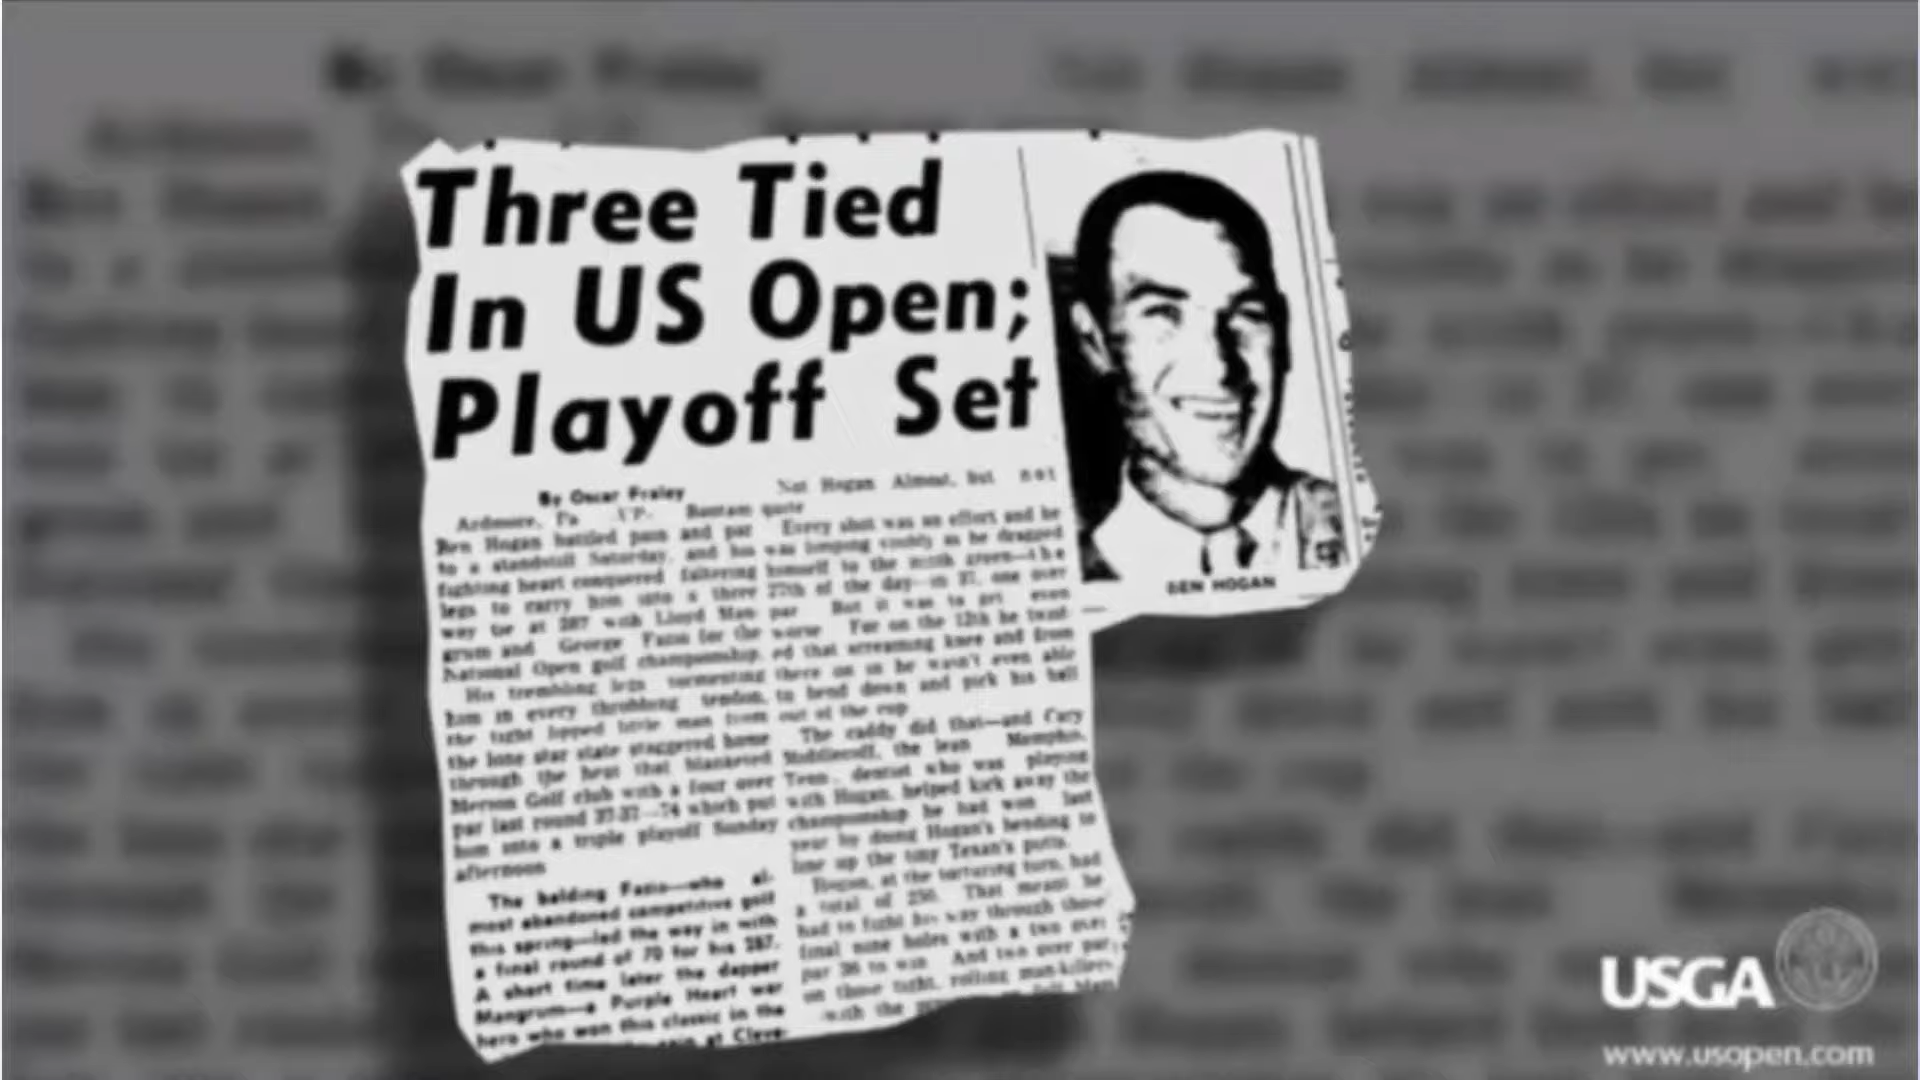 Three Tied
In US Open;
Playoff Set
By Oscar Fraley
Ardmore, Pa UP. Bantam
Ben Hogan battled pain and par
to a standstill Saturday, and his
fighting heart conquered faltering
legs to carry him into a three
way tie at 287 with Lloyd Man-
grum and George Fazio for the
National Open golf championship.
His trembling legs tormenting
him in every throbbing tendon,
the tight lipped little man from
the lone star state staggered home
through the heat that blanketed
Merion Golf club with a four over
par last round 37-37—74 which put
him into a triple playoff Sunday
afternoon
The balding Fazio—who al-
most abandoned competitive golf
this spring—led the way in with
a final round of 70 for his 287.
A short time later the dapper
Mangrum—a Purple Heart war
hero who won this classic in the
at Cleve-
Not Hogan Almost, but not
quite
Every shot was an effort and he
was limping visibly as he dragged
himself to the ninth green—the
27th of the day—in 37, one over
par But it was to get even
worse For on the 12th he twist-
ed that screaming knee and from
there on in he wasn't even able
to bend down and pick his ball
out of the cup
The caddy did that—and Cary
Middlecoff, the lean Memphis,
Tenn., dentist who was playing
with Hogan, helped kick away the
championship he had won last
year by doing Hogan's bending to
line up the tiny Texan's putts.
Hogan, at the torturing turn, had
a total of 250. That meant he
had to fight his way through those
final nine holes with a two over
par 36 to win And two over par
on those tight, rolling man-killers
with the
BEN HOGAN
USGA
www.usopen.com